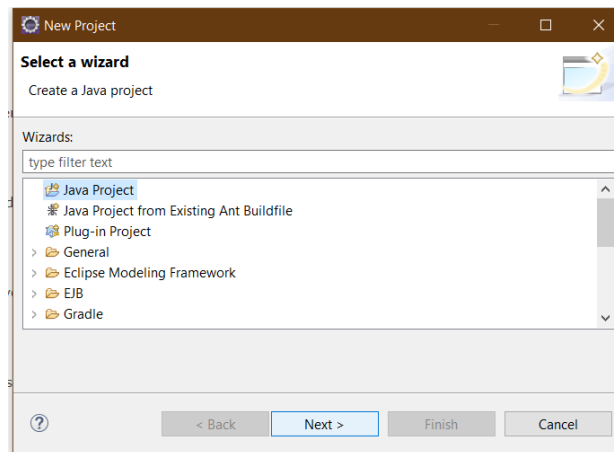 New Project
Select a wizard
Create a Java project
Wizards:
type filter text
Java Project
Java Project from Existing Ant Buildfile
Plug-in Project
General
Eclipse Modeling Framework
EJB
Gradle
< Back Next > Finish Cancel